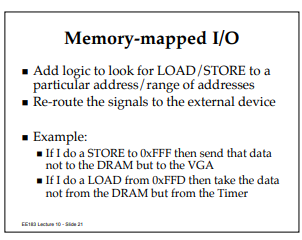 Memory-mapped I/O
■ Add logic to look for LOAD/STORE to a
particular address/range of addresses
■ Re-route the signals to the external device
■ Example:
■ If I do a STORE to 0xFFF then send that data
not to the DRAM but to the VGA
■ If I do a LOAD from 0xFFD then take the data
not from the DRAM but from the Timer
EE183 Lecture 10 - Slide 21